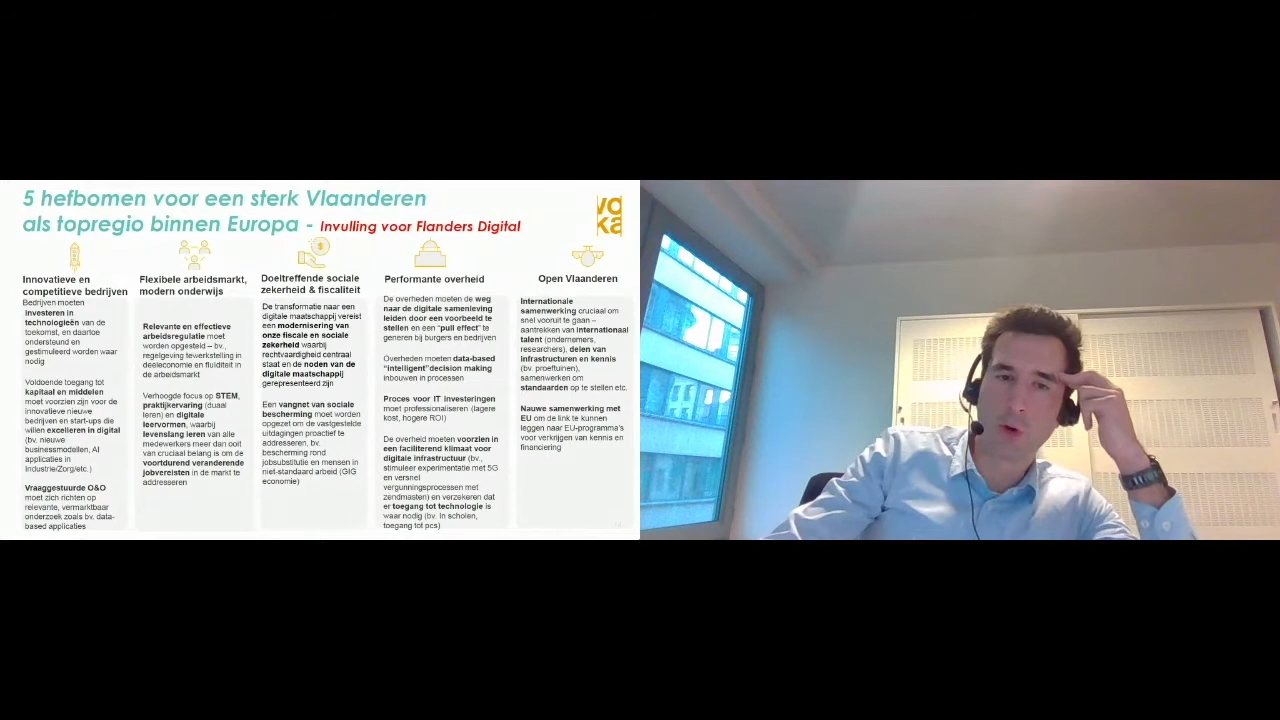 5 hefbomen voor een sterk Vlaanderen
als topregio binnen Europa - Invulling voor Flanders Digital
vo
ka
Innovatieve en
competitieve bedrijven
Bedrijven moeten
investeren in
technologieën van de
toekomst, en daartoe
ondersteund en
gestimuleerd worden waar
nodig
Voldoende toegang tot
kapitaal en middelen
moet voorzien zijn voor de
innovatieve nieuwe
bedrijven en start-ups die
willen excelleren in digital
(bv. nieuwe
businessmodellen, AI
applicaties in
Industrie/Zorg/etc.)
Vraaggestuurde O&O
moet zich richten op
relevante, vermarktbaar
onderzoek zoals bv. data-
based applicaties
Flexibele arbeidsmarkt,
modern onderwijs
Relevante en effectieve
arbeidsregulatie moet
worden opgesteld – bv.,
regelgeving tewerkstelling in
deeleconomie en fluïditeit in
de arbeidsmarkt
Verhoogde focus op STEM,
praktijkervaring (duaal
leren) en digitale
leervormen, waarbij
levenslang leren van alle
medewerkers meer dan ooit
van cruciaal belang is om de
voortdurend veranderende
jobvereisten in de markt te
addresseren
Doeltreffende sociale
zekerheid & fiscaliteit
De transformatie naar een
digitale maatschappij vereist
een modernisering van
onze fiscale en sociale
zekerheid waarbij
rechtvaardigheid centraal
staat en de noden van de
digitale maatschappij
gerepresenteerd zijn
Een vangnet van sociale
bescherming moet worden
opgezet om de vastgestelde
uitdagingen proactief te
addresseren, bv.
bescherming rond
jobsubstitutie en mensen in
niet-standaard arbeid (GIG
economie)
Performante overheid
De overheden moeten de weg
naar de digitale samenleving
leiden door een voorbeeld te
stellen en een “pull effect” te
generen bij burgers en bedrijven
Overheden moeten data-based
“intelligent”decision making
inbouwen in processen
Proces voor IT investeringen
moet professionaliseren (lagere
kost, hogere ROI)
De overheid moeten voorzien in
een faciliterend klimaat voor
digitale infrastructuur (bv.,
stimuleer experimentatie met 5G
en versnel
vergunningsprocessen met
zendmasten) en verzekeren dat
er toegang tot technologie is
waar nodig (bv. In scholen,
toegang tot pcs)
Open Vlaanderen
Internationale
samenwerking cruciaal om
snel vooruit te gaan –
aantrekken van internationaal
talent (ondernemers,
researchers), delen van
infrastructuren en kennis
(bv. proeftuinen),
samenwerken om
standaarden op te stellen etc.
Nauwe samenwerking met
EU om de link te kunnen
leggen naar EU-programma's
voor verkrijgen van kennis en
financiering